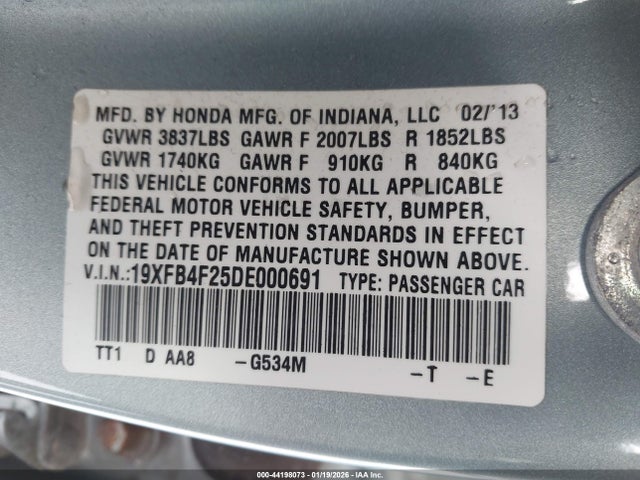 MFD. BY HONDA MFG. OF INDIANA, LLC 02/'13
GVWR 3837LBS GAWR F 2007LBS R 1852LBS
GVWR 1740KG GAWR F 910KG R 840KG
THIS VEHICLE CONFORMS TO ALL APPLICABLE
FEDERAL MOTOR VEHICLE SAFETY, BUMPER,
AND THEFT PREVENTION STANDARDS IN EFFECT
ON THE DATE OF MANUFACTURE SHOWN ABOVE.
V.I.N.:19XFB4F25DE000691 TYPE: PASSENGER CAR
TT1 D AA8 –G534M –T –E
000-44198073 - 01/19/2026 - IAA Inc.